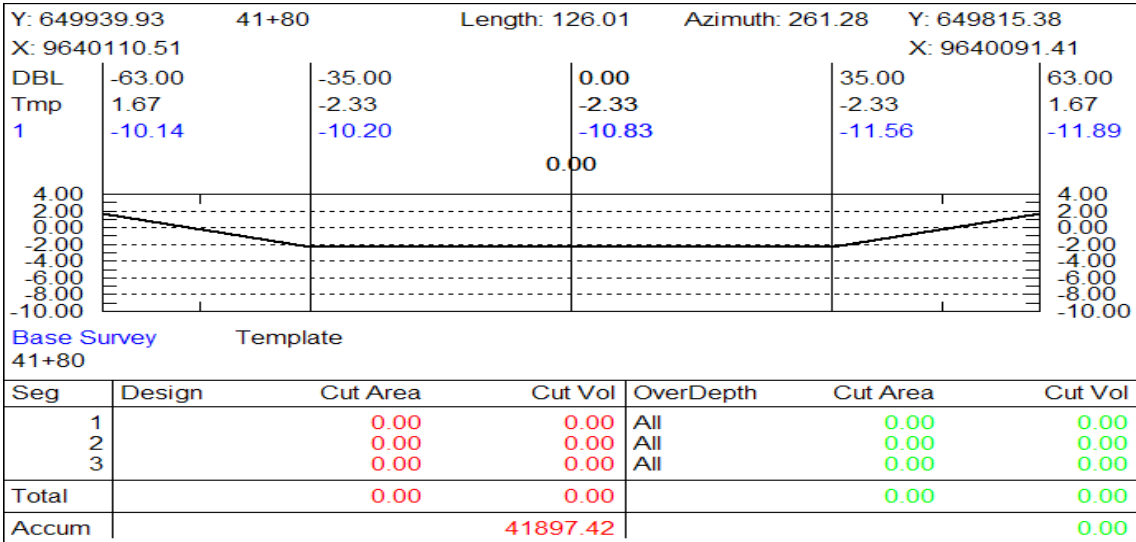 Y: 649939.93 41+80 Length: 126.01 Azimuth: 261.28 Y: 649815.38
X: 9640110.51 X: 9640091.41
DBL -63.00 -35.00 0.00 35.00 63.00
Tmp 1.67 -2.33 -2.33 -2.33 1.67
1 -10.14 -10.20 -10.83 -11.56 -11.89
0.00
4.00 4.00
2.00 2.00
0.00 0.00
-2.00 -2.00
-4.00 -4.00
-6.00 -6.00
-8.00 -8.00
-10.00 -10.00
Base Survey Template
41+80
Seg Design Cut Area Cut Vol OverDepth Cut Area Cut Vol
1 0.00 0.00 All 0.00 0.00
2 0.00 0.00 All 0.00 0.00
3 0.00 0.00 All 0.00 0.00
Total 0.00 0.00 0.00 0.00
Accum 41897.42 0.00